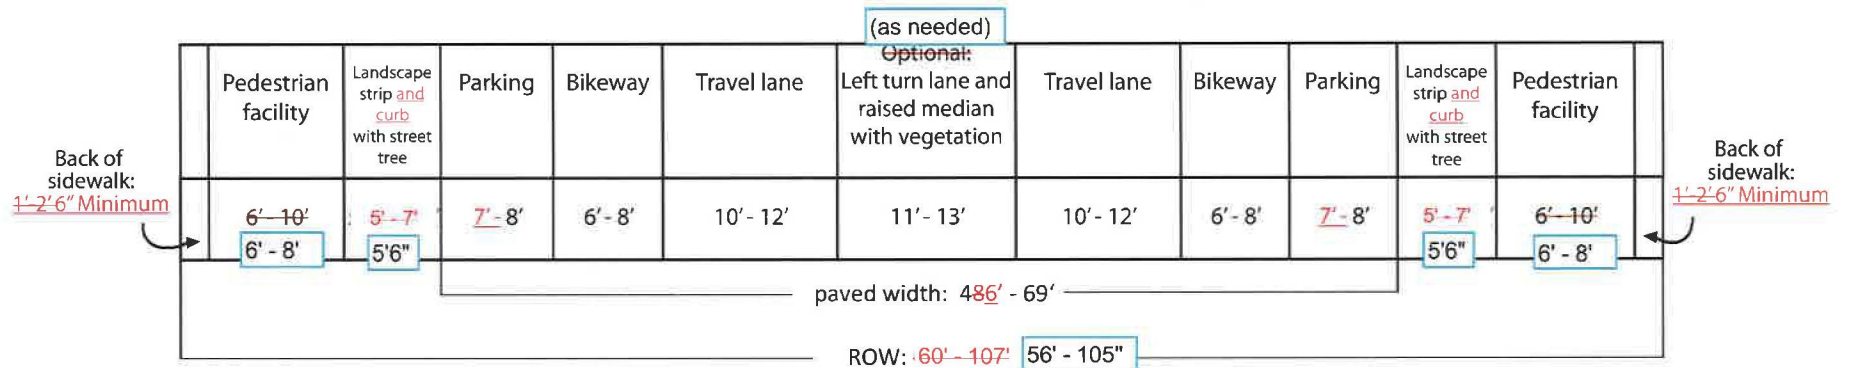 (as needed)
Optional:
Pedestrian
facility
Landscape
strip and
curb
with street
tree
Parking
Bikeway
Travel lane
Left turn lane and
raised median
with vegetation
Travel lane
Bikeway
Parking
Landscape
strip and
curb
with street
tree
Pedestrian
facility
Back of
sidewalk:
1'-2'6" Minimum
6' - 10'
6' - 8'
5' - 7'
5'6"
7' - 8'
6' - 8'
10' - 12'
11' - 13'
10' - 12'
6' - 8'
7' - 8'
5' - 7'
5'6"
6' - 10'
6' - 8'
Back of
sidewalk:
1'-2'6" Minimum
paved width: 486' - 69'
ROW: 60' - 107' 56' - 105"